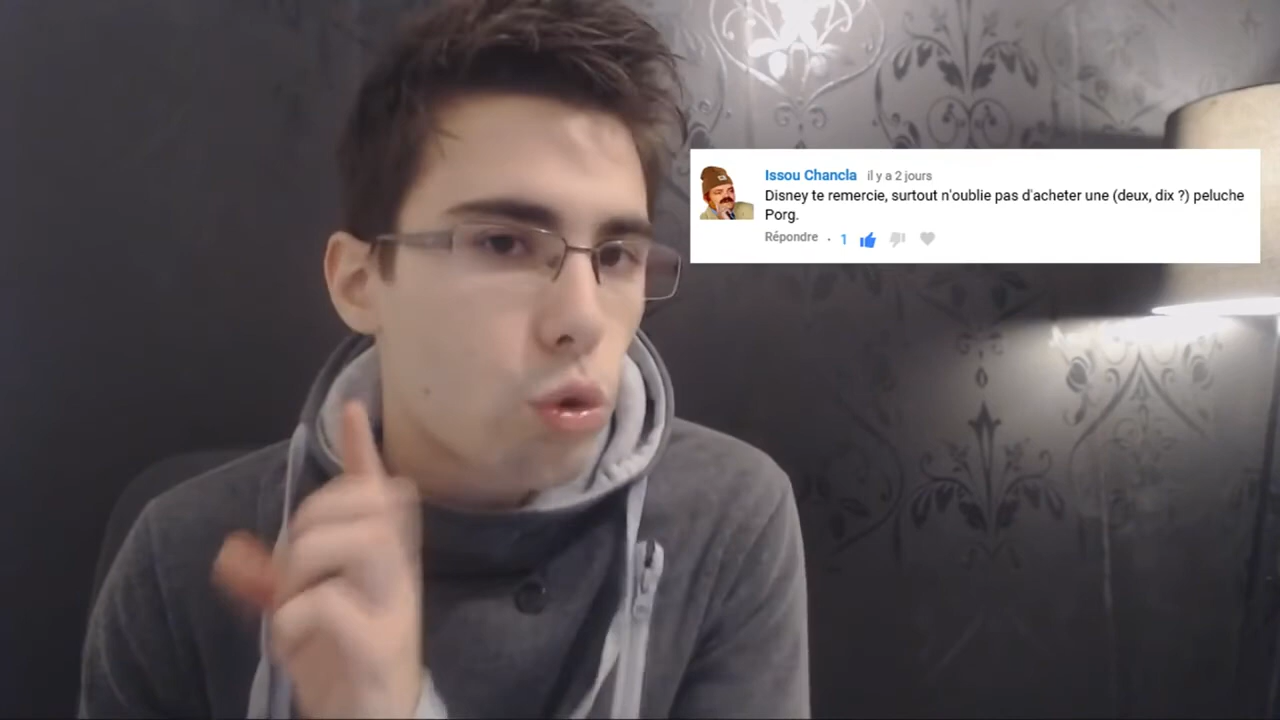 Issou Chancla il y a 2 jours
Disney te remercie, surtout n'oublie pas d'acheter une (deux, dix ?) peluche
Porg.
Répondre · 1